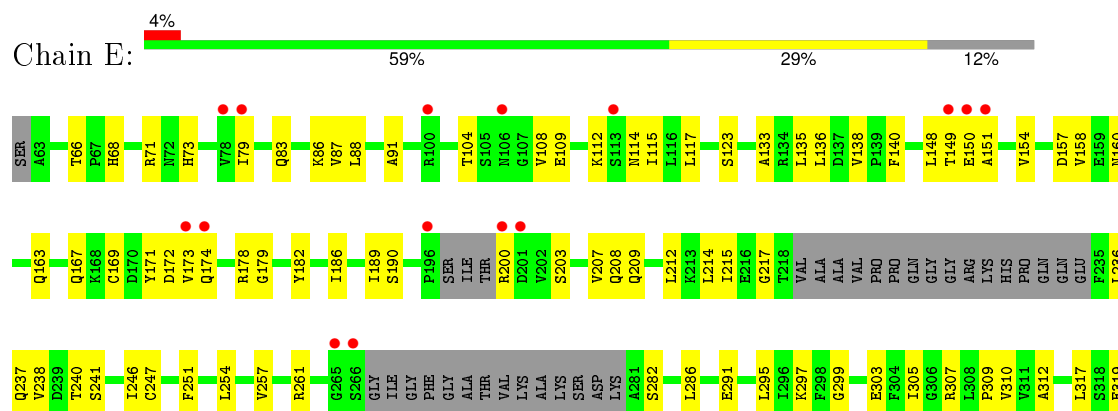 4%
Chain E:
59% 29% 12%
SER A63 T66 P67 H68 R71 N72 H73 V78 I79 Q83 K86 V87 L88 A91 R100 T104 S105 N106 G107 V108 E109 K112 S113 N114 I115 L116 L117 S123 A133 R134 L135 L136 D137 V138 P139 F140 L148 T149 E150 A151 V154 D157 V158 E159 N160
Q163 Q167 K168 C169 D170 Y171 D172 V173 Q174 R178 G179 Y182 I186 I189 S190 P196 SER ILE THR R200 D201 V202 S203 V207 Q208 Q209 L212 K213 L214 I215 E216 G217 T218 VAL ALA ALA VAL PRO PRO GLN GLY GLY ARG LYS HIS PRO GLN GLN GLU F235 L236
Q237 V238 D239 T240 S241 I246 C247 F251 L254 V257 R261 G265 S266 GLY ILE GLY PHE GLY ALA THR VAL LYS ALA LYS SER ASP LYS A281 S282 L286 E291 L295 I296 K297 F298 G299 E303 F304 I305 G306 R307 L308 P309 V310 V311 A312 L317 S318